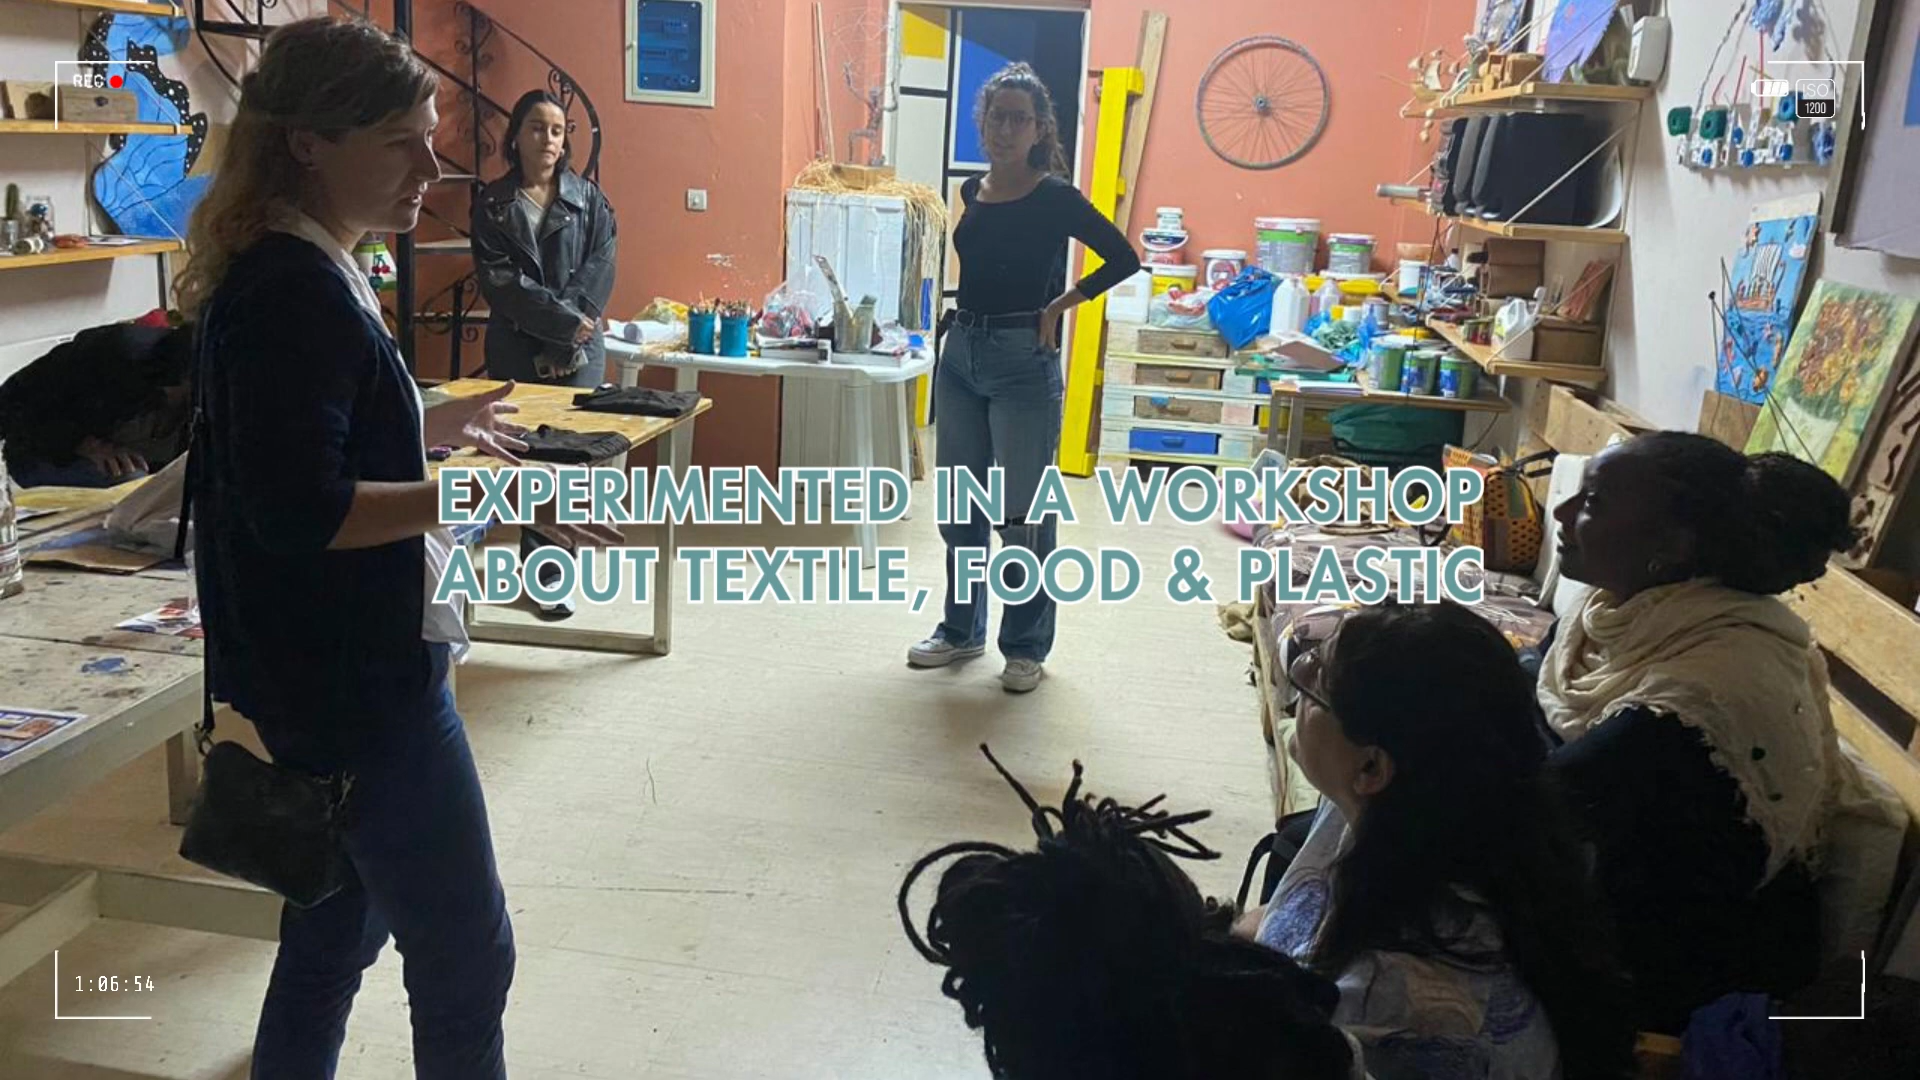 REC
ISO
1200
EXPERIMENTED IN A WORKSHOP
ABOUT TEXTILE, FOOD & PLASTIC
1:06:54